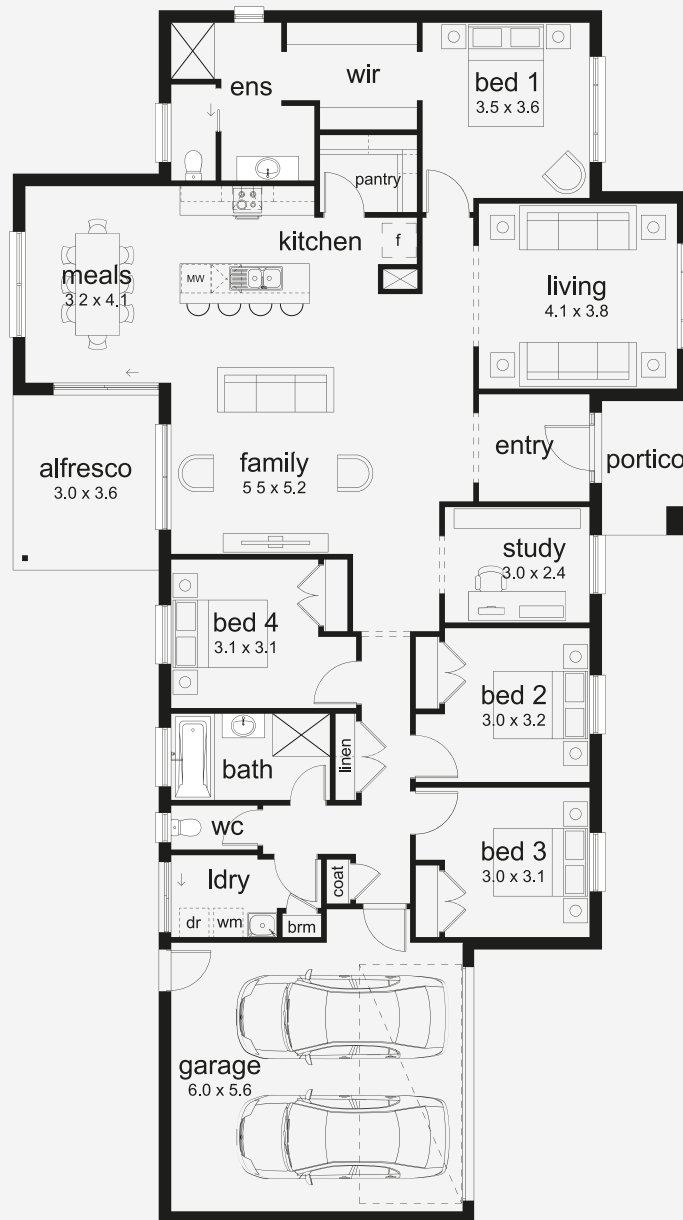 ens
wir
bed 1
3.5 x 3.6
pantry
kitchen
f
meals
3.2 x 4.1
MW
living
4.1 x 3.8
alfresco
3.0 x 3.6
family
5 5 x 5.2
entry
portico
study
3.0 x 2.4
bed 4
3.1 x 3.1
bed 2
3.0 x 3.2
bath
linen
wc
bed 3
3.0 x 3.1
ldry
coat
dr
wm
brm
garage
6.0 x 5.6